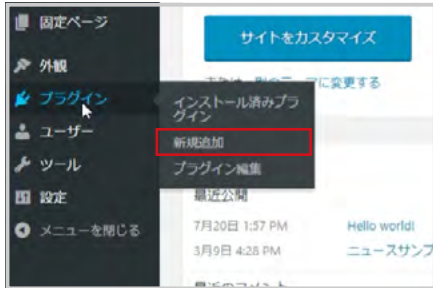 固定ページ
外観
プラグイン
ユーザー
ツール
設定
メニューを閉じる
サイトをカスタマイズ
に変更する
インストール済みプラ
グイン
新規追加
プラグイン編集
最近公開
7月20日 1:57 PM Hello world!
3月9日 4:28 PM ニュースサンプ